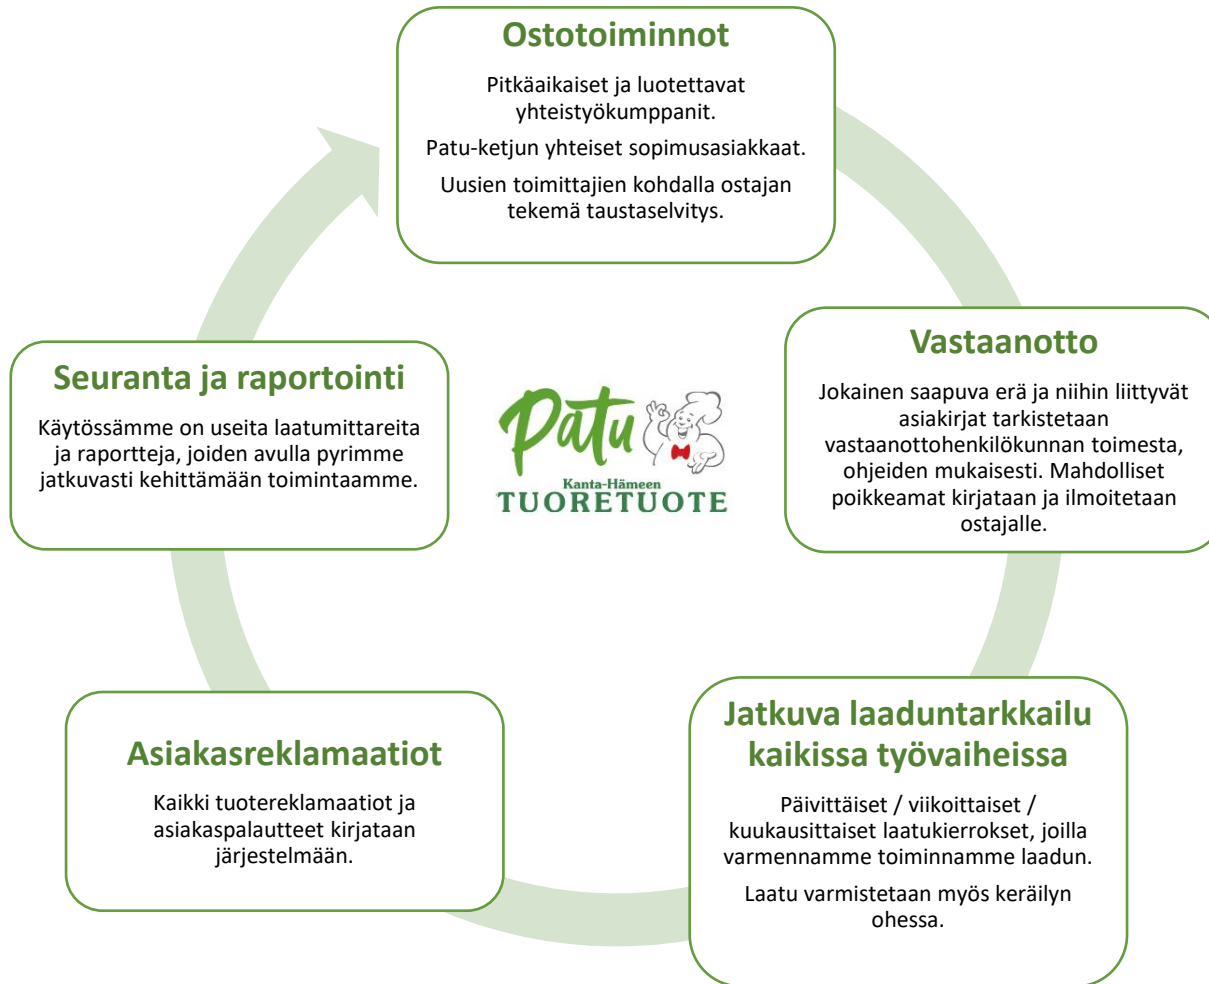 Ostotoiminnot
Pitkäaikaiset ja luotettavat
yhteistyökumppanit.
Patu-ketjun yhteiset sopimusasiakkaat.
Uusien toimittajien kohdalla ostajan
tekemä taustaselvitys.
Vastaanotto
Jokainen saapuva erä ja niihin liittyvät
asiakirjat tarkistetaan
vastaanottohenkilökunnan toimesta,
ohjeiden mukaisesti. Mahdolliset
poikkeamat kirjataan ja ilmoitetaan
ostajalle.
Jatkuva laaduntarkkailu
kaikissa työvaiheissa
Päivittäiset / viikoittaiset /
kuukausittaiset laatukierrokset, joilla
varmennamme toiminnamme laadun.
Laatu varmistetaan myös keräilyn
ohessa.
Asiakasreklamaatiot
Kaikki tuotereklamaatiot ja
asiakaspalautteet kirjataan
järjestelmään.
Seuranta ja raportointi
Käytössämme on useita laatumittareita
ja raportteja, joiden avulla pyrimme
jatkuvasti kehittämään toimintaamme.
Patu
Kanta-Hämeen
TUORETUOTE